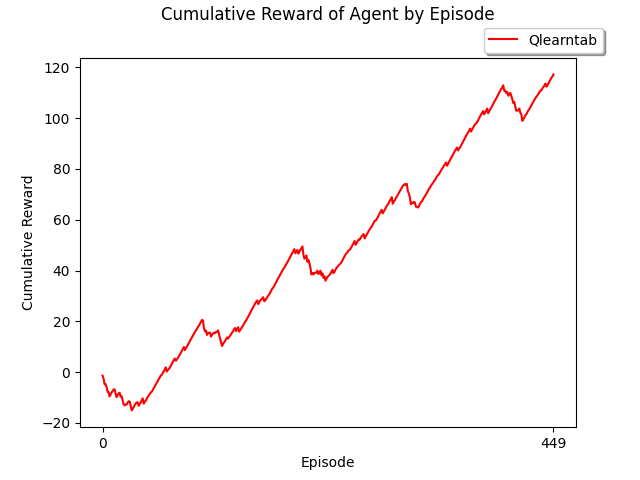 Cumulative Reward of Agent by Episode
Qlearntab
120
100
80
60
40
20
0
−20
Cumulative Reward
0 449
Episode